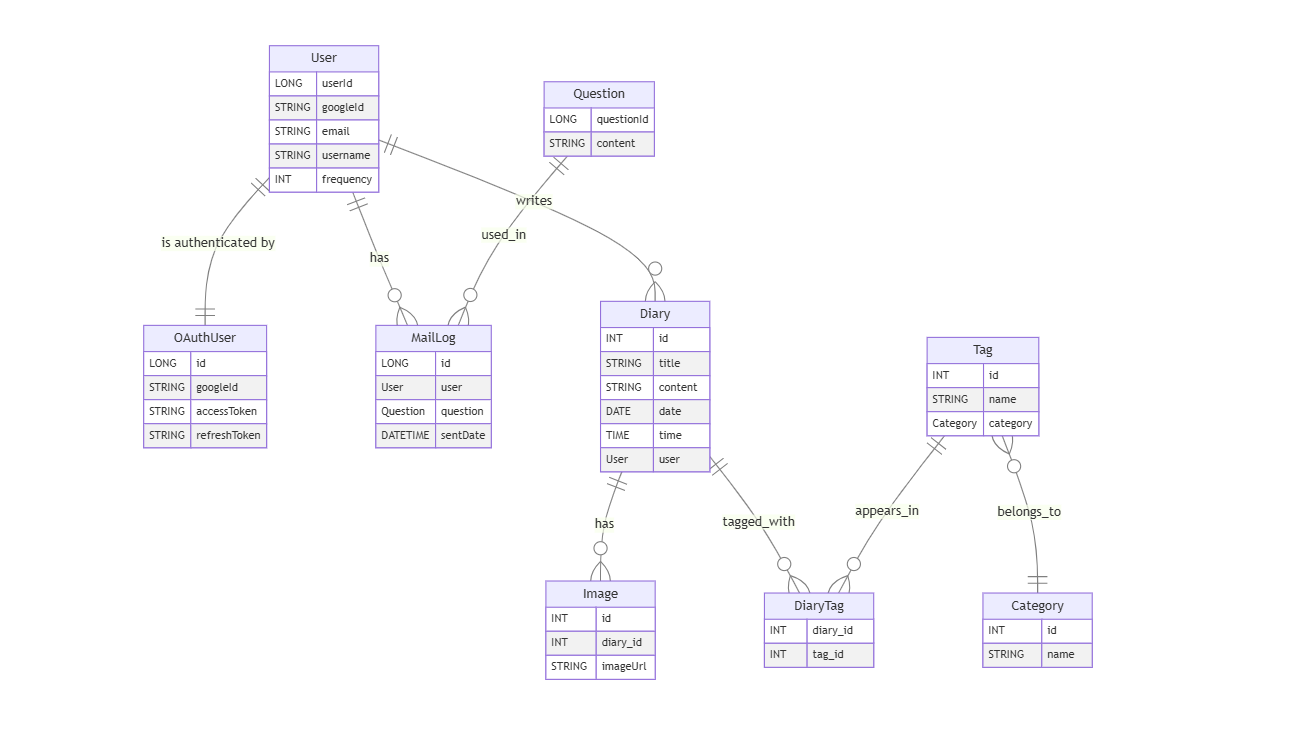 User
LONG userId
STRING googleId
STRING email
STRING username
INT frequency
Question
LONG questionId
STRING content
writes
used_in
is authenticated by
has
OAuthUser
LONG id
STRING googleId
STRING accessToken
STRING refreshToken
MailLog
LONG id
User user
Question question
DATETIME sentDate
Diary
INT id
STRING title
STRING content
DATE date
TIME time
User user
Tag
INT id
STRING name
Category category
has
tagged_with
appears_in
belongs_to
Image
INT id
INT diary_id
STRING imageUrl
DiaryTag
INT diary_id
INT tag_id
Category
INT id
STRING name